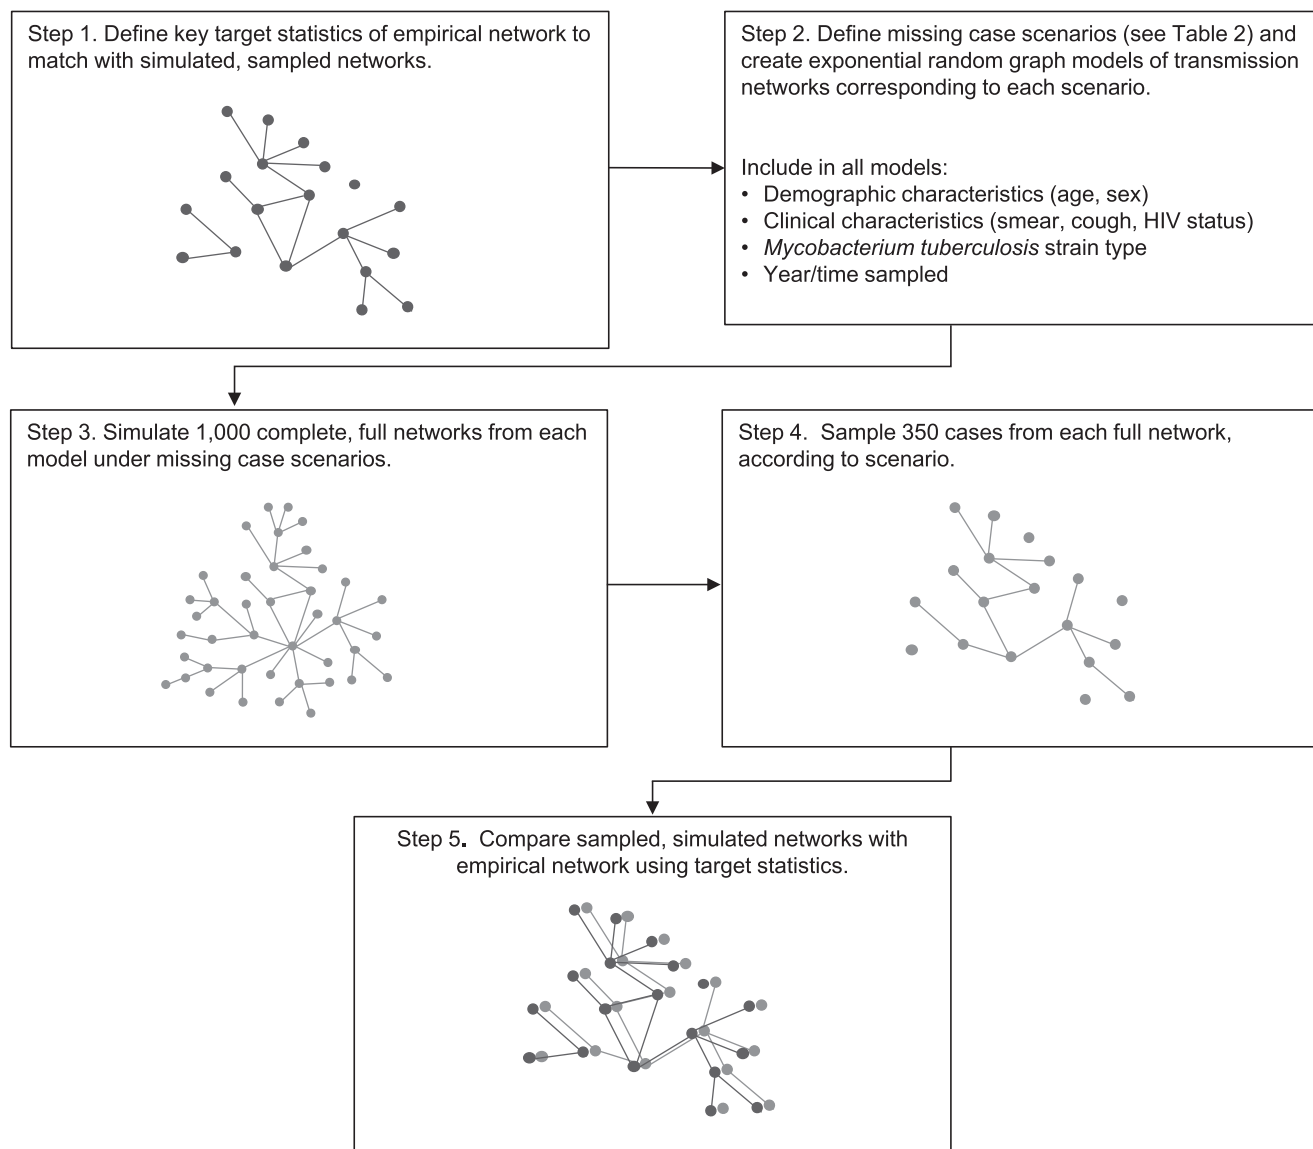 Step 1. Define key target statistics of empirical network to
match with simulated, sampled networks.
Step 2. Define missing case scenarios (see Table 2) and
create exponential random graph models of transmission
networks corresponding to each scenario.
Include in all models:
• Demographic characteristics (age, sex)
• Clinical characteristics (smear, cough, HIV status)
• Mycobacterium tuberculosis strain type
• Year/time sampled
Step 3. Simulate 1,000 complete, full networks from each
model under missing case scenarios.
Step 4. Sample 350 cases from each full network,
according to scenario.
Step 5. Compare sampled, simulated networks with
empirical network using target statistics.